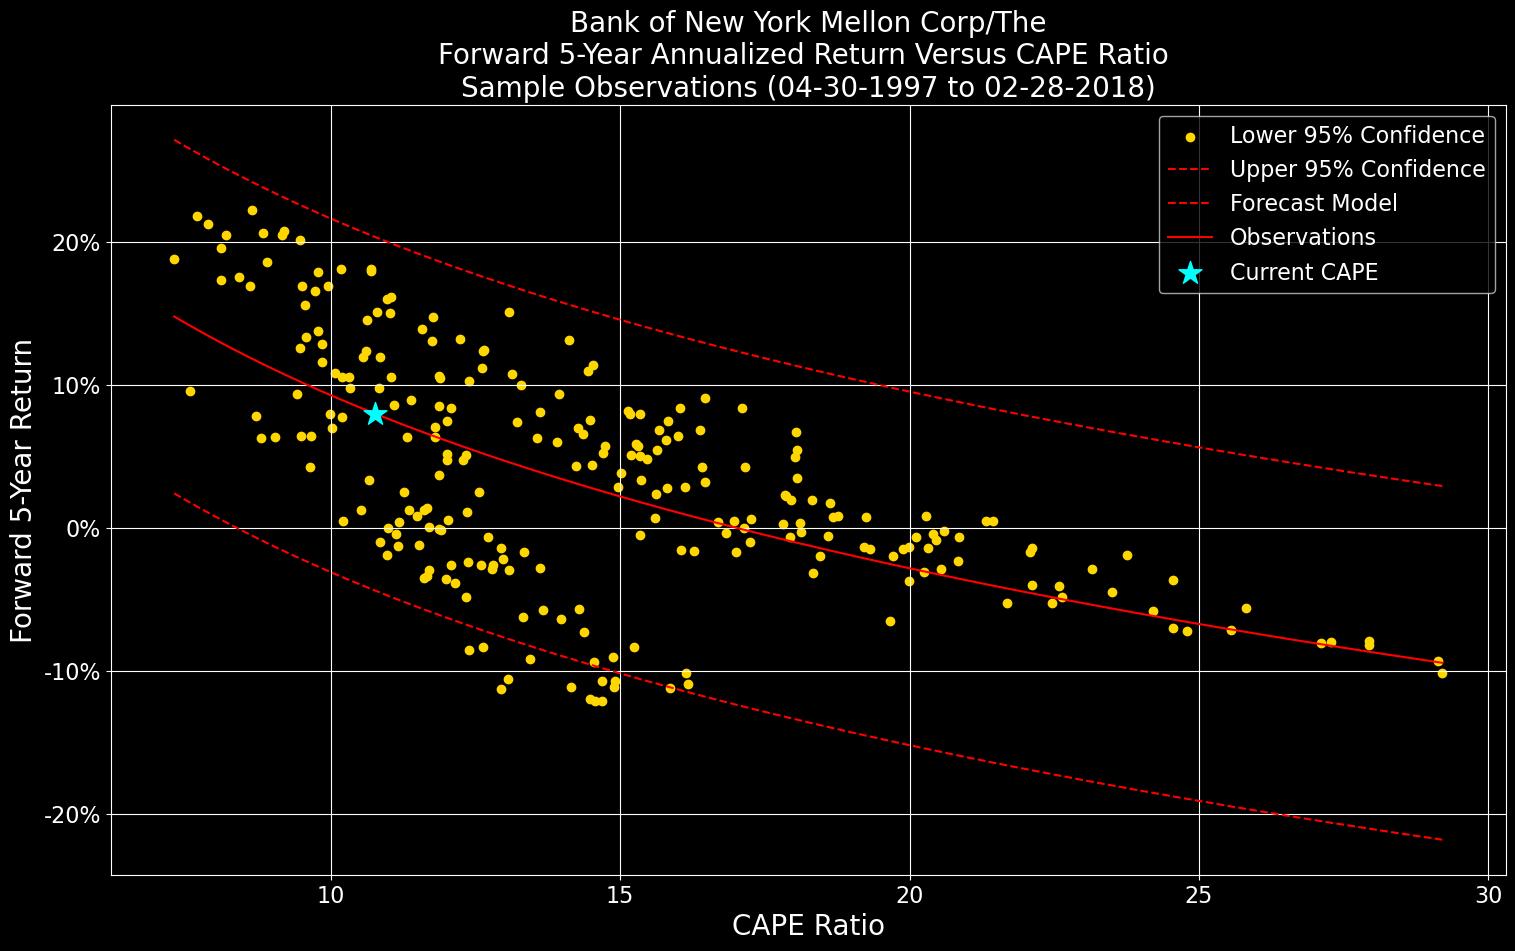 Bank of New York Mellon Corp/The
Forward 5-Year Annualized Return Versus CAPE Ratio
Sample Observations (04-30-1997 to 02-28-2018)
Lower 95% Confidence
Upper 95% Confidence
Forecast Model
Observations
Current CAPE
Forward 5-Year Return
20%
10%
0%
-10%
-20%
10 15 20 25 30
CAPE Ratio